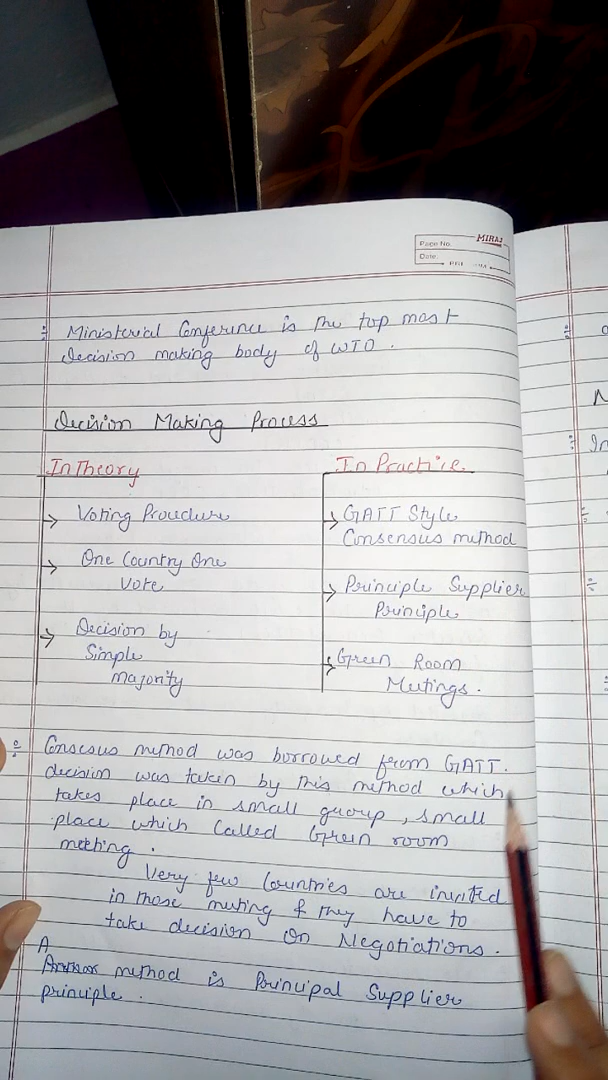 MIRAJ
Page No.
Date.
÷ Ministerial Conference is the top most
decision making body of WTO.
Decision Making Process
In Theory
→ Voting Procedure
→ One Country One
Vote
→ Decision by
Simple
majority
In Practice
→ GATT Style
Consensus method
→ Principle Supplier
Principle
→ Green Room
Meetings.
÷ Conscous method was borrowed from GATT.
decision was taken by this method which
takes place in small guorp, small
place which called Green room
meeting.
Very few Countries are invited
in those meeting & they have to
take decision on Negotiations.
A
method is Principal Supplier
principle.